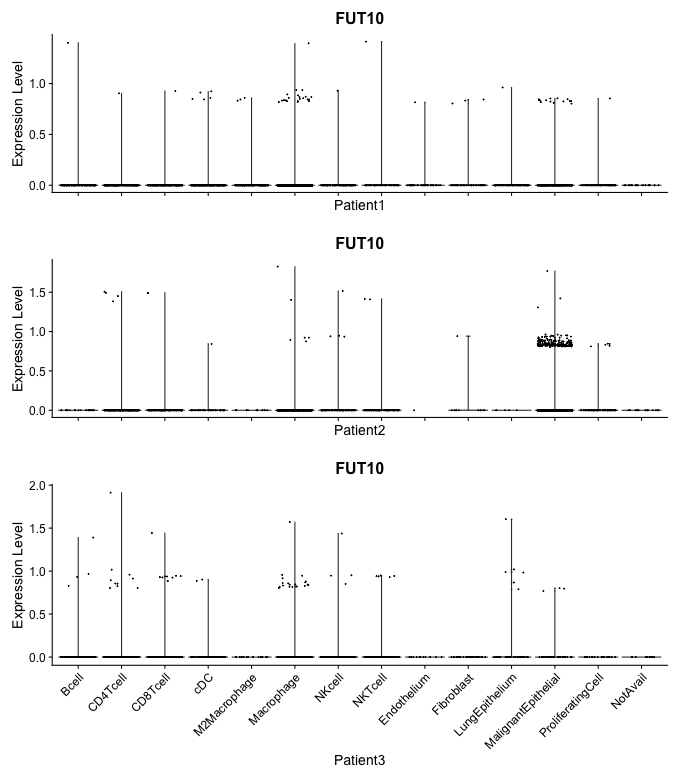 FUT10
Expression Level
1.0
0.5
0.0
Patient1
FUT10
Expression Level
1.5
1.0
0.5
0.0
Patient2
FUT10
Expression Level
2.0
1.5
1.0
0.5
0.0
Bcell
CD4Tcell
CD8Tcell
cDC
M2Macrophage
Macrophage
NKcell
NKTcell
Endothelium
Fibroblast
LungEpithelium
MalignantEpithelial
ProliferatingCell
NotAvail
Patient3